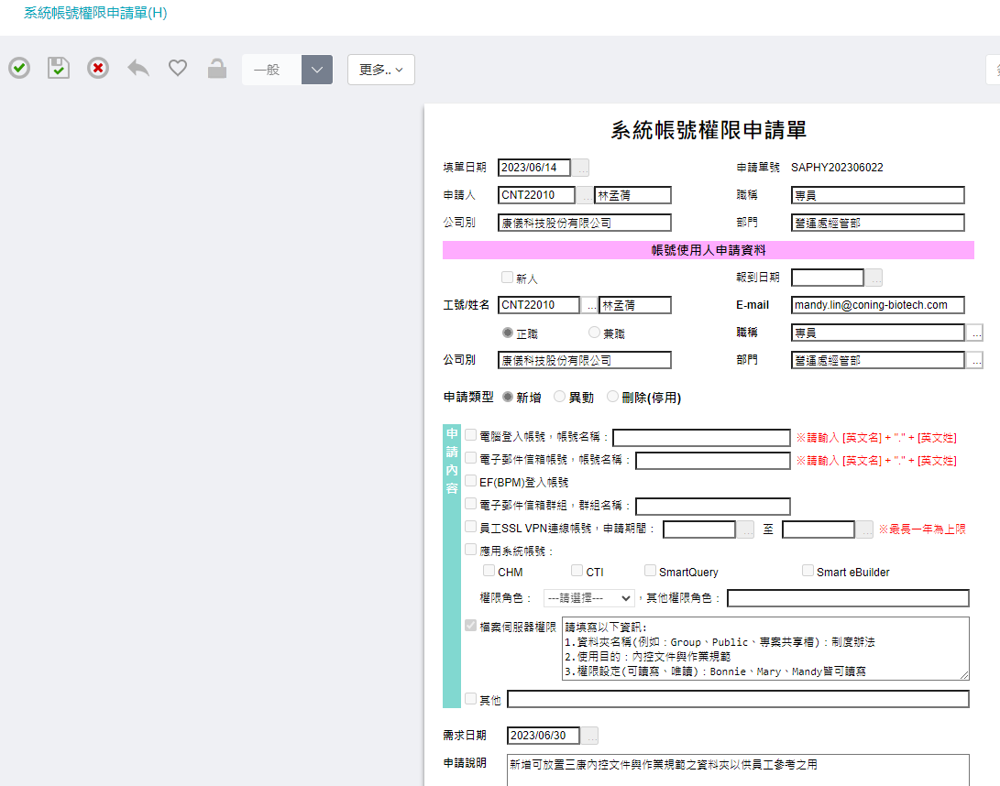 系統帳號權限申請單(H)
一般
更多..
系統帳號權限申請單
填單日期 2023/06/14 ... 申請單號 SAPHY202306022
申請人 CNT22010 ... 林孟蒨 職稱 專員
公司別 康儀科技股份有限公司 部門 營運處經管部
帳號使用人申請資料
新人 報到日期 ...
工號/姓名 CNT22010 ... 林孟蒨 E-mail mandy.lin@coning-biotech.com
正職 兼職 職稱 專員 ...
公司別 康儀科技股份有限公司 部門 營運處經管部 ...
申請類型 新增 異動 刪除(停用)
申請內容
電腦登入帳號，帳號名稱： ※請輸入 [英文名] + "." + [英文姓]
電子郵件信箱帳號，帳號名稱： ※請輸入 [英文名] + "." + [英文姓]
EF(BPM)登入帳號
電子郵件信箱群組，群組名稱：
員工SSL VPN連線帳號，申請期間： ... 至 ... ※最長一年為上限
應用系統帳號：
CHM CTI SmartQuery Smart eBuilder
權限角色： ---請選擇--- ，其他權限角色：
檔案伺服器權限 請填寫以下資訊:
1.資料夾名稱(例如：Group、Public、專案共享槽)：制度辦法
2.使用目的：內控文件與作業規範
3.權限設定(可讀寫、唯讀)：Bonnie、Mary、Mandy皆可讀寫
其他
需求日期 2023/06/30 ...
申請說明 新增可放置三康內控文件與作業規範之資料夾以供員工參考之用